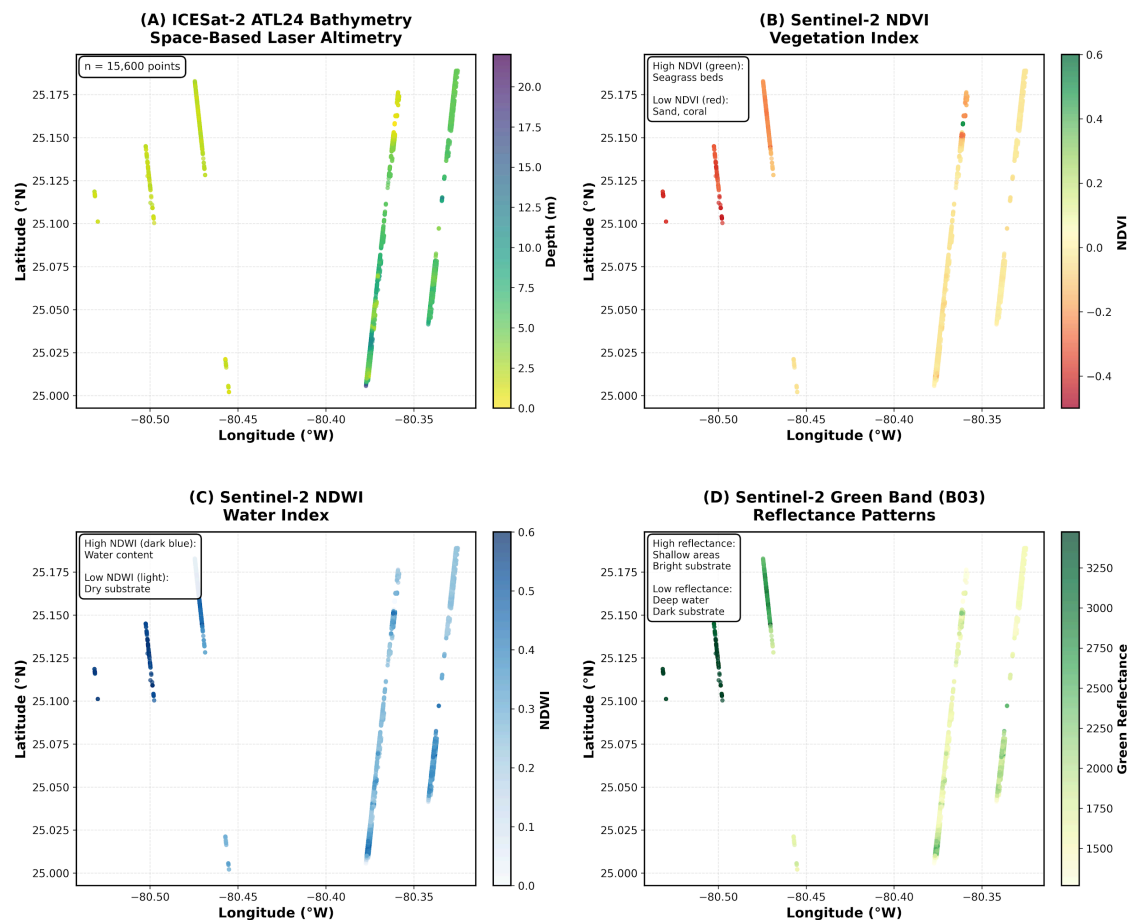 (A) ICESat-2 ATL24 Bathymetry
Space-Based Laser Altimetry
n = 15,600 points
25.175
25.150
25.125
25.100
25.075
25.050
25.025
25.000
Latitude (°N)
−80.50
−80.45
−80.40
−80.35
Longitude (°W)
20.0
17.5
15.0
12.5
10.0
7.5
5.0
2.5
0.0
Depth (m)
(B) Sentinel-2 NDVI
Vegetation Index
High NDVI (green):
Seagrass beds
Low NDVI (red):
Sand, coral
25.175
25.150
25.125
25.100
25.075
25.050
25.025
25.000
Latitude (°N)
−80.50
−80.45
−80.40
−80.35
Longitude (°W)
0.6
0.4
0.2
0.0
−0.2
−0.4
NDVI
(C) Sentinel-2 NDWI
Water Index
High NDWI (dark blue):
Water content
Low NDWI (light):
Dry substrate
25.175
25.150
25.125
25.100
25.075
25.050
25.025
25.000
Latitude (°N)
−80.50
−80.45
−80.40
−80.35
Longitude (°W)
0.6
0.5
0.4
0.3
0.2
0.1
0.0
NDWI
(D) Sentinel-2 Green Band (B03)
Reflectance Patterns
High reflectance:
Shallow areas
Bright substrate
Low reflectance:
Deep water
Dark substrate
25.175
25.150
25.125
25.100
25.075
25.050
25.025
25.000
Latitude (°N)
−80.50
−80.45
−80.40
−80.35
Longitude (°W)
3250
3000
2750
2500
2250
2000
1750
1500
Green Reflectance